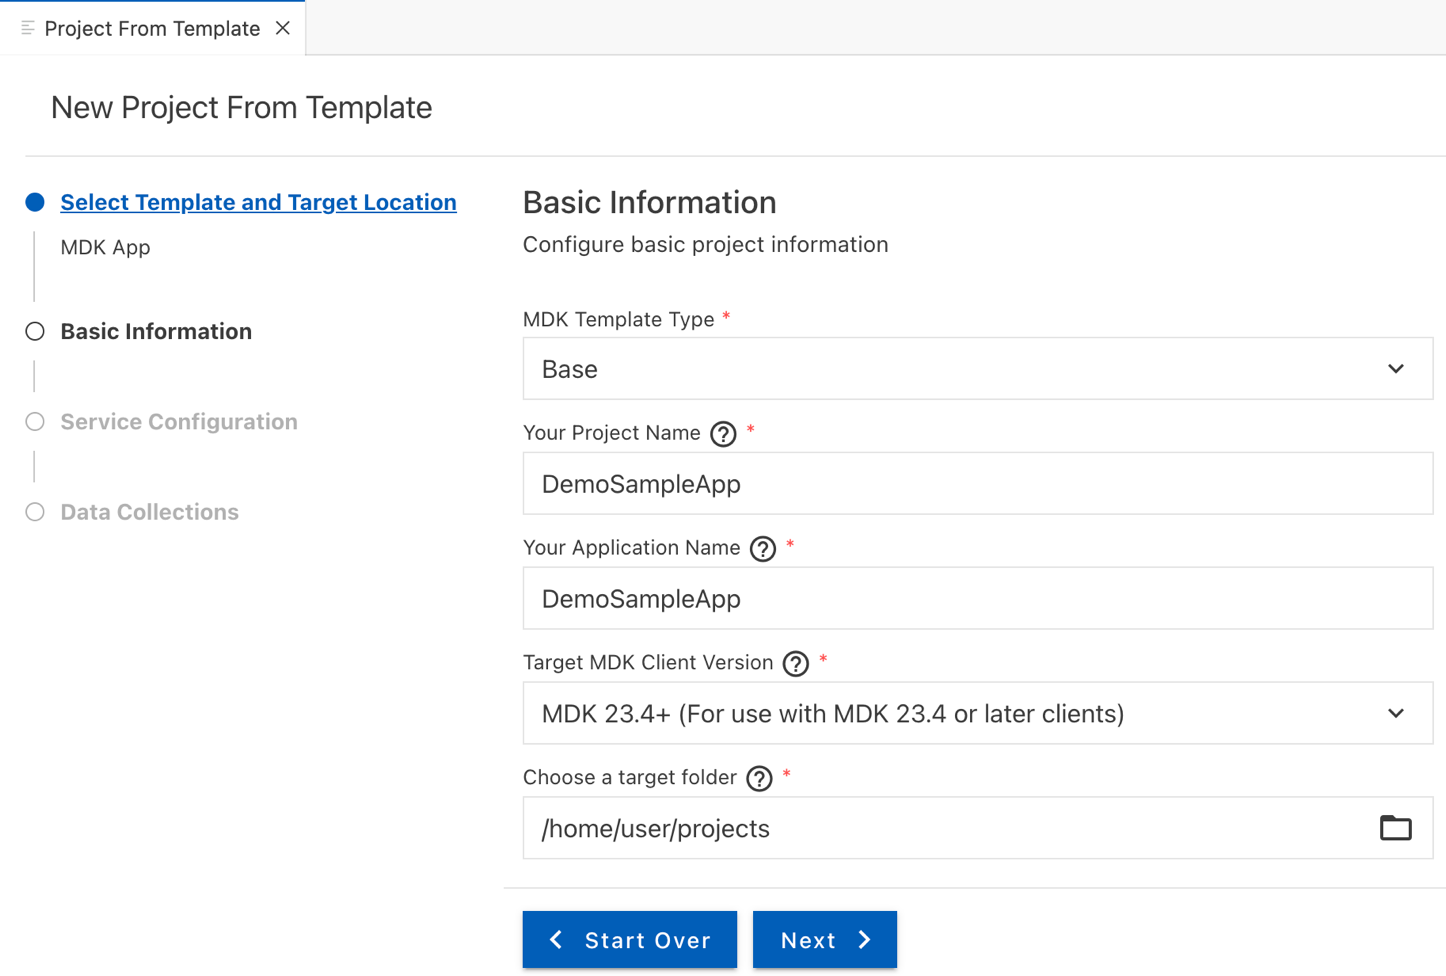 Project From Template
New Project From Template
Select Template and Target Location
MDK App
Basic Information
Service Configuration
Data Collections
Basic Information
Configure basic project information
MDK Template Type *
Base
Your Project Name ? *
DemoSampleApp
Your Application Name ? *
DemoSampleApp
Target MDK Client Version ? *
MDK 23.4+ (For use with MDK 23.4 or later clients)
Choose a target folder ? *
/home/user/projects
Start Over
Next